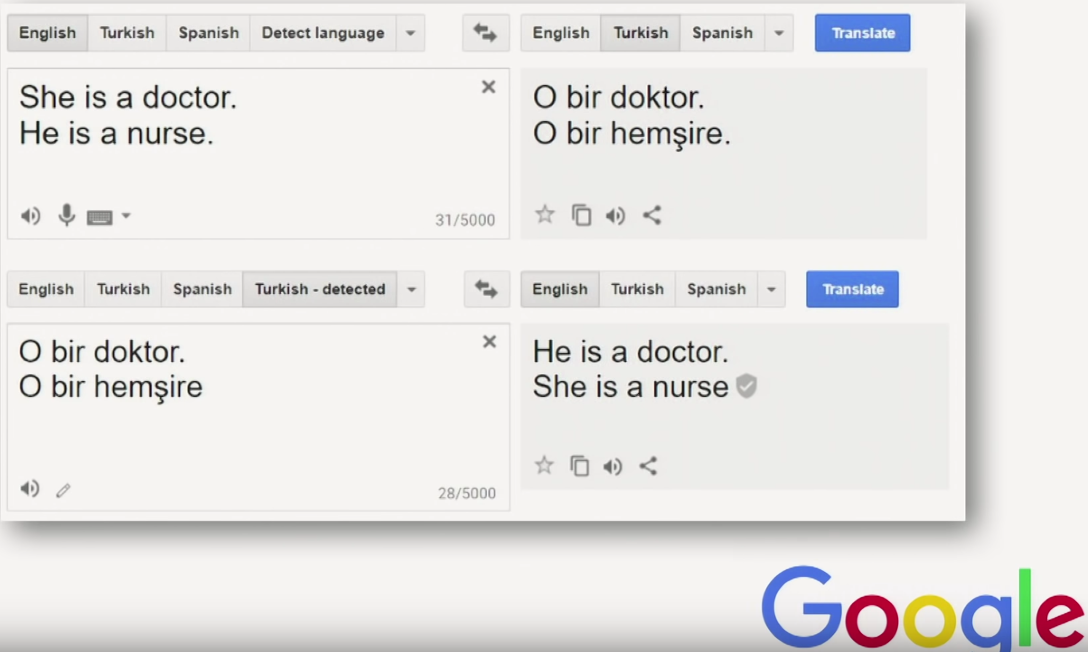 English Turkish Spanish Detect language English Turkish Spanish Translate
She is a doctor.
He is a nurse.
31/5000
O bir doktor.
O bir hemşire.
English Turkish Spanish Turkish - detected English Turkish Spanish Translate
O bir doktor.
O bir hemşire
28/5000
He is a doctor.
She is a nurse
Google